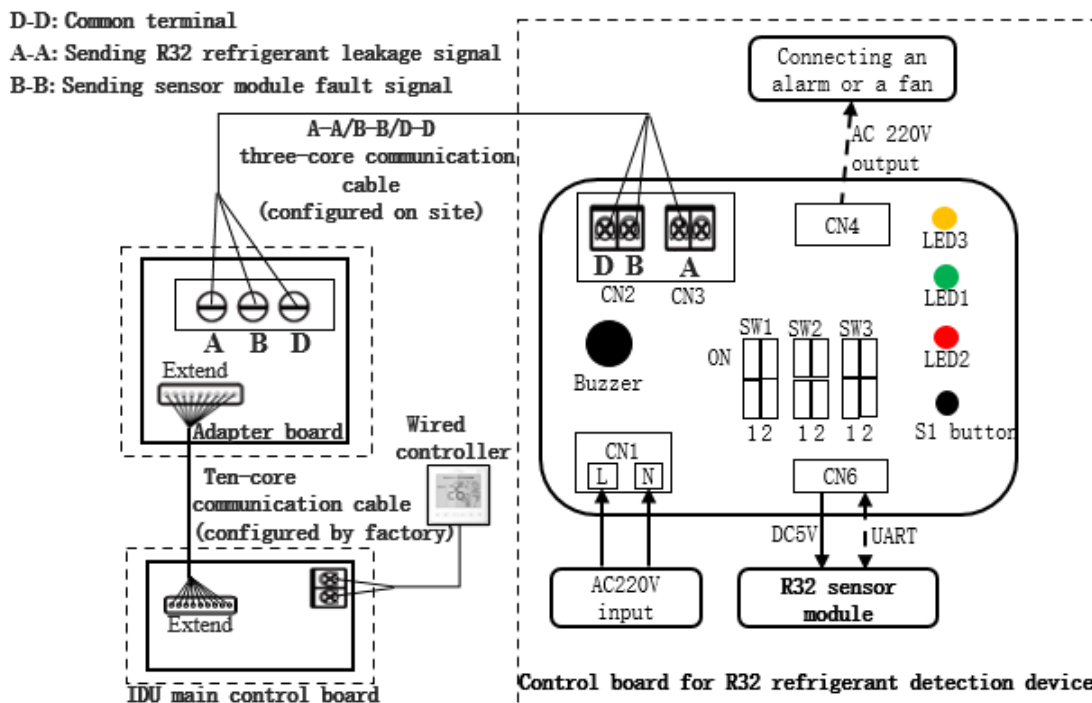 D-D: Common terminal
A-A: Sending R32 refrigerant leakage signal
B-B: Sending sensor module fault signal
A-A/B-B/D-D
three-core communication
cable
(configured on site)
A B D
Extend
Adapter board
Ten-core
communication cable
(configured by factory)
Wired
controller
Extend
IDU main control board
Connecting an
alarm or a fan
AC 220V
output
CN4
D B A
CN2 CN3
LED3
LED1
LED2
S1 button
Buzzer
SW1 SW2 SW3
ON
1 2 1 2 1 2
CN1
L N
CN6
DC5V UART
AC220V
input
R32 sensor
module
Control board for R32 refrigerant detection device